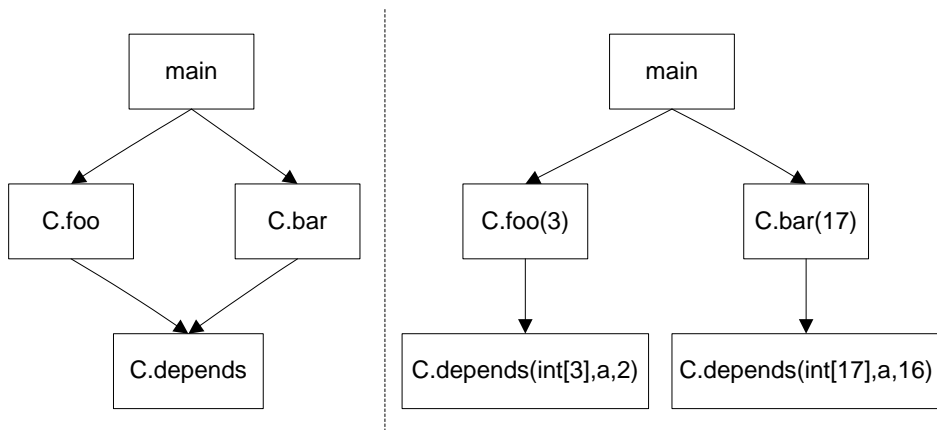 main
C.foo
C.bar
C.depends
main
C.foo(3)
C.bar(17)
C.depends(int[3],a,2)
C.depends(int[17],a,16)